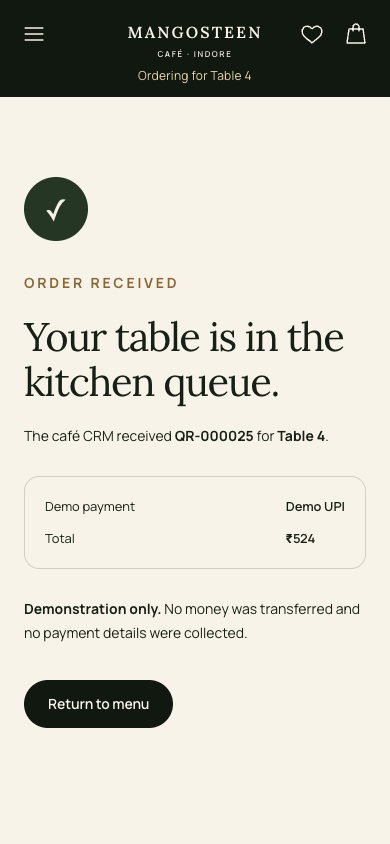 MANGOSTEEN
CAFÉ · INDORE
Ordering for Table 4
ORDER RECEIVED
Your table is in the
kitchen queue.
The café CRM received QR-000025 for Table 4.
Demo payment Demo UPI
Total ₹524
Demonstration only. No money was transferred and
no payment details were collected.
Return to menu